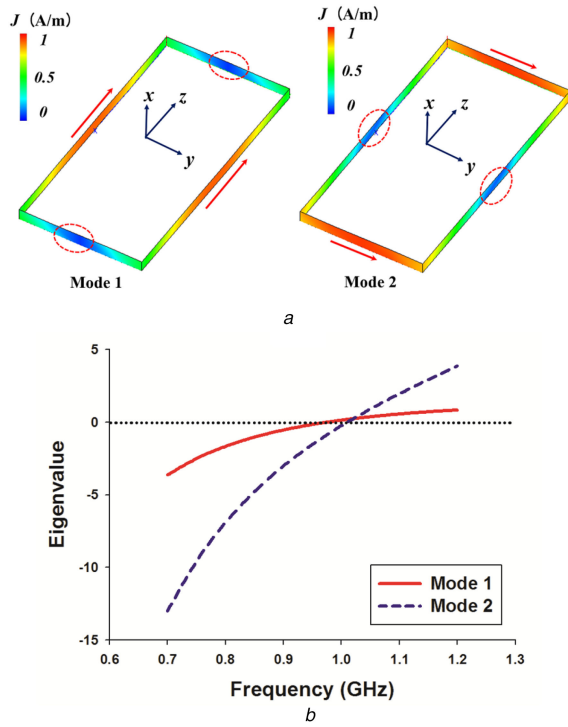 J (A/m)
1
0.5
0
x
z
y
Mode 1
J (A/m)
1
0.5
0
x
z
y
Mode 2
a
5
0
-5
-10
-15
Eigenvalue
0.6 0.7 0.8 0.9 1.0 1.1 1.2 1.3
Frequency (GHz)
Mode 1
Mode 2
b